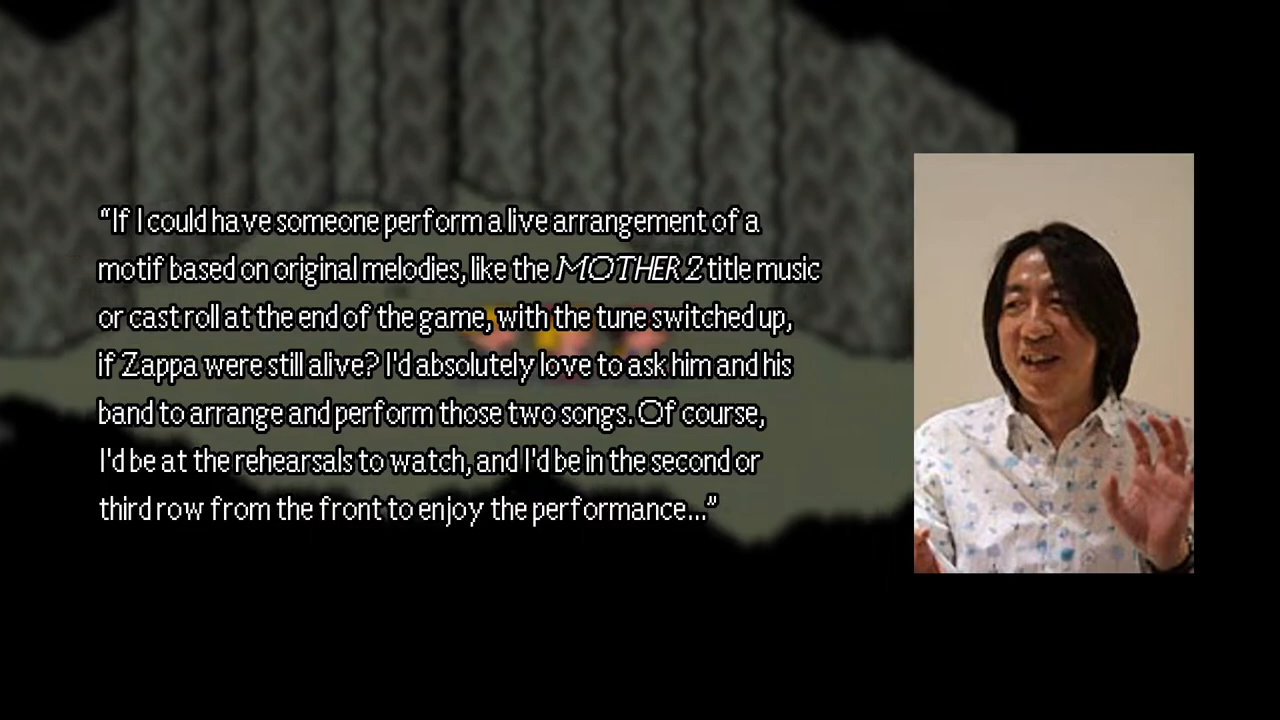 “If I could have someone perform a live arrangement of a
motif based on original melodies, like the MOTHER 2 title music
or cast roll at the end of the game, with the tune switched up,
if Zappa were still alive? I'd absolutely love to ask him and his
band to arrange and perform those two songs. Of course,
I'd be at the rehearsals to watch, and I'd be in the second or
third row from the front to enjoy the performance...”